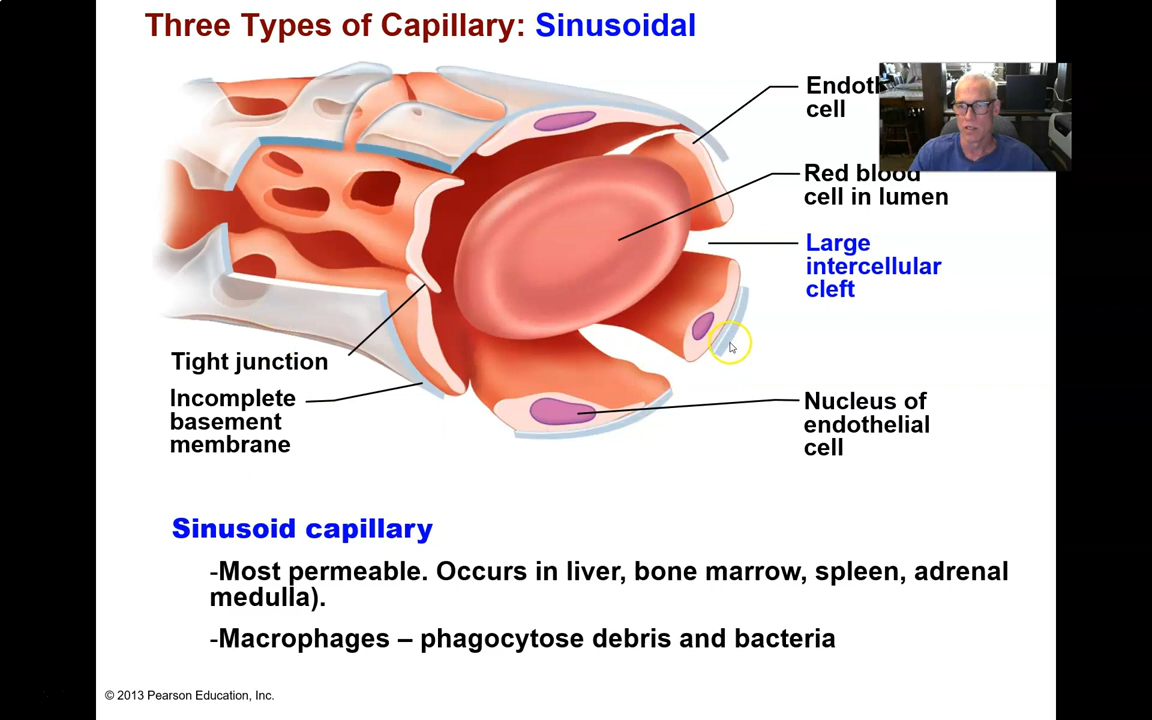 Three Types of Capillary: Sinusoidal
cell
Red blood
cell in lumen
Large
intercellular
cleft
Tight junction
Incomplete
basement
membrane
Nucleus of
endothelial
cell
Sinusoid capillary
-Most permeable. Occurs in liver, bone marrow, spleen, adrenal
medulla).
-Macrophages – phagocytose debris and bacteria
© 2013 Pearson Education, Inc.